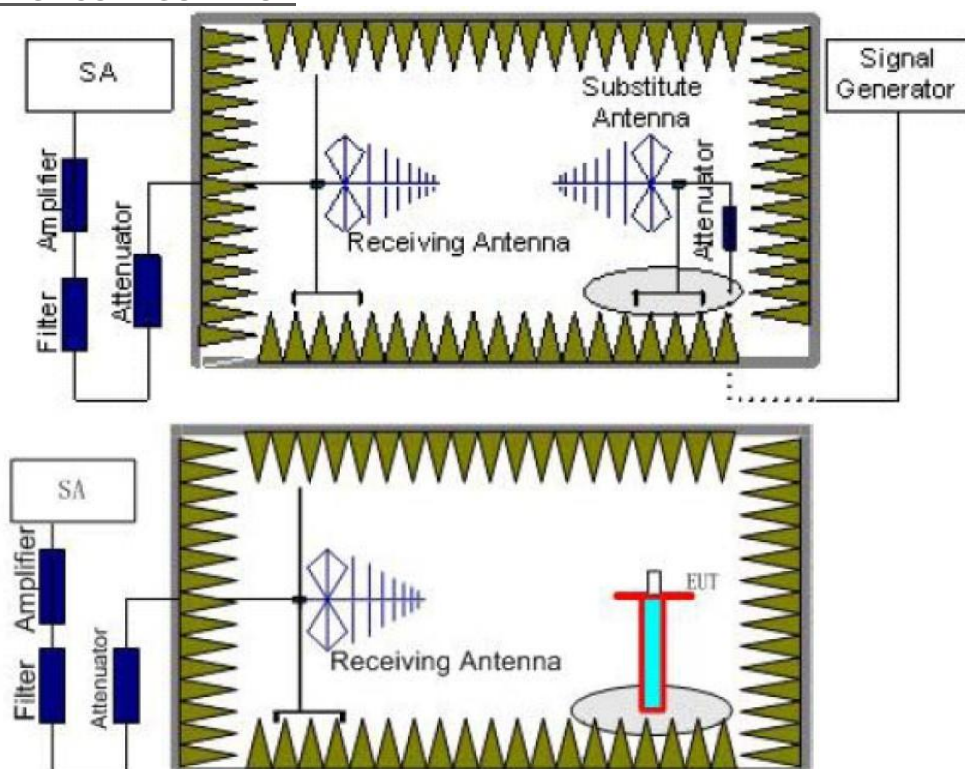 SA
Signal
Generator
Substitute
Antenna
Amplifier
Attenuator
Attenuator
Receiving Antenna
Filter
SA
Amplifier
EUT
Receiving Antenna
Filter
Attenuator